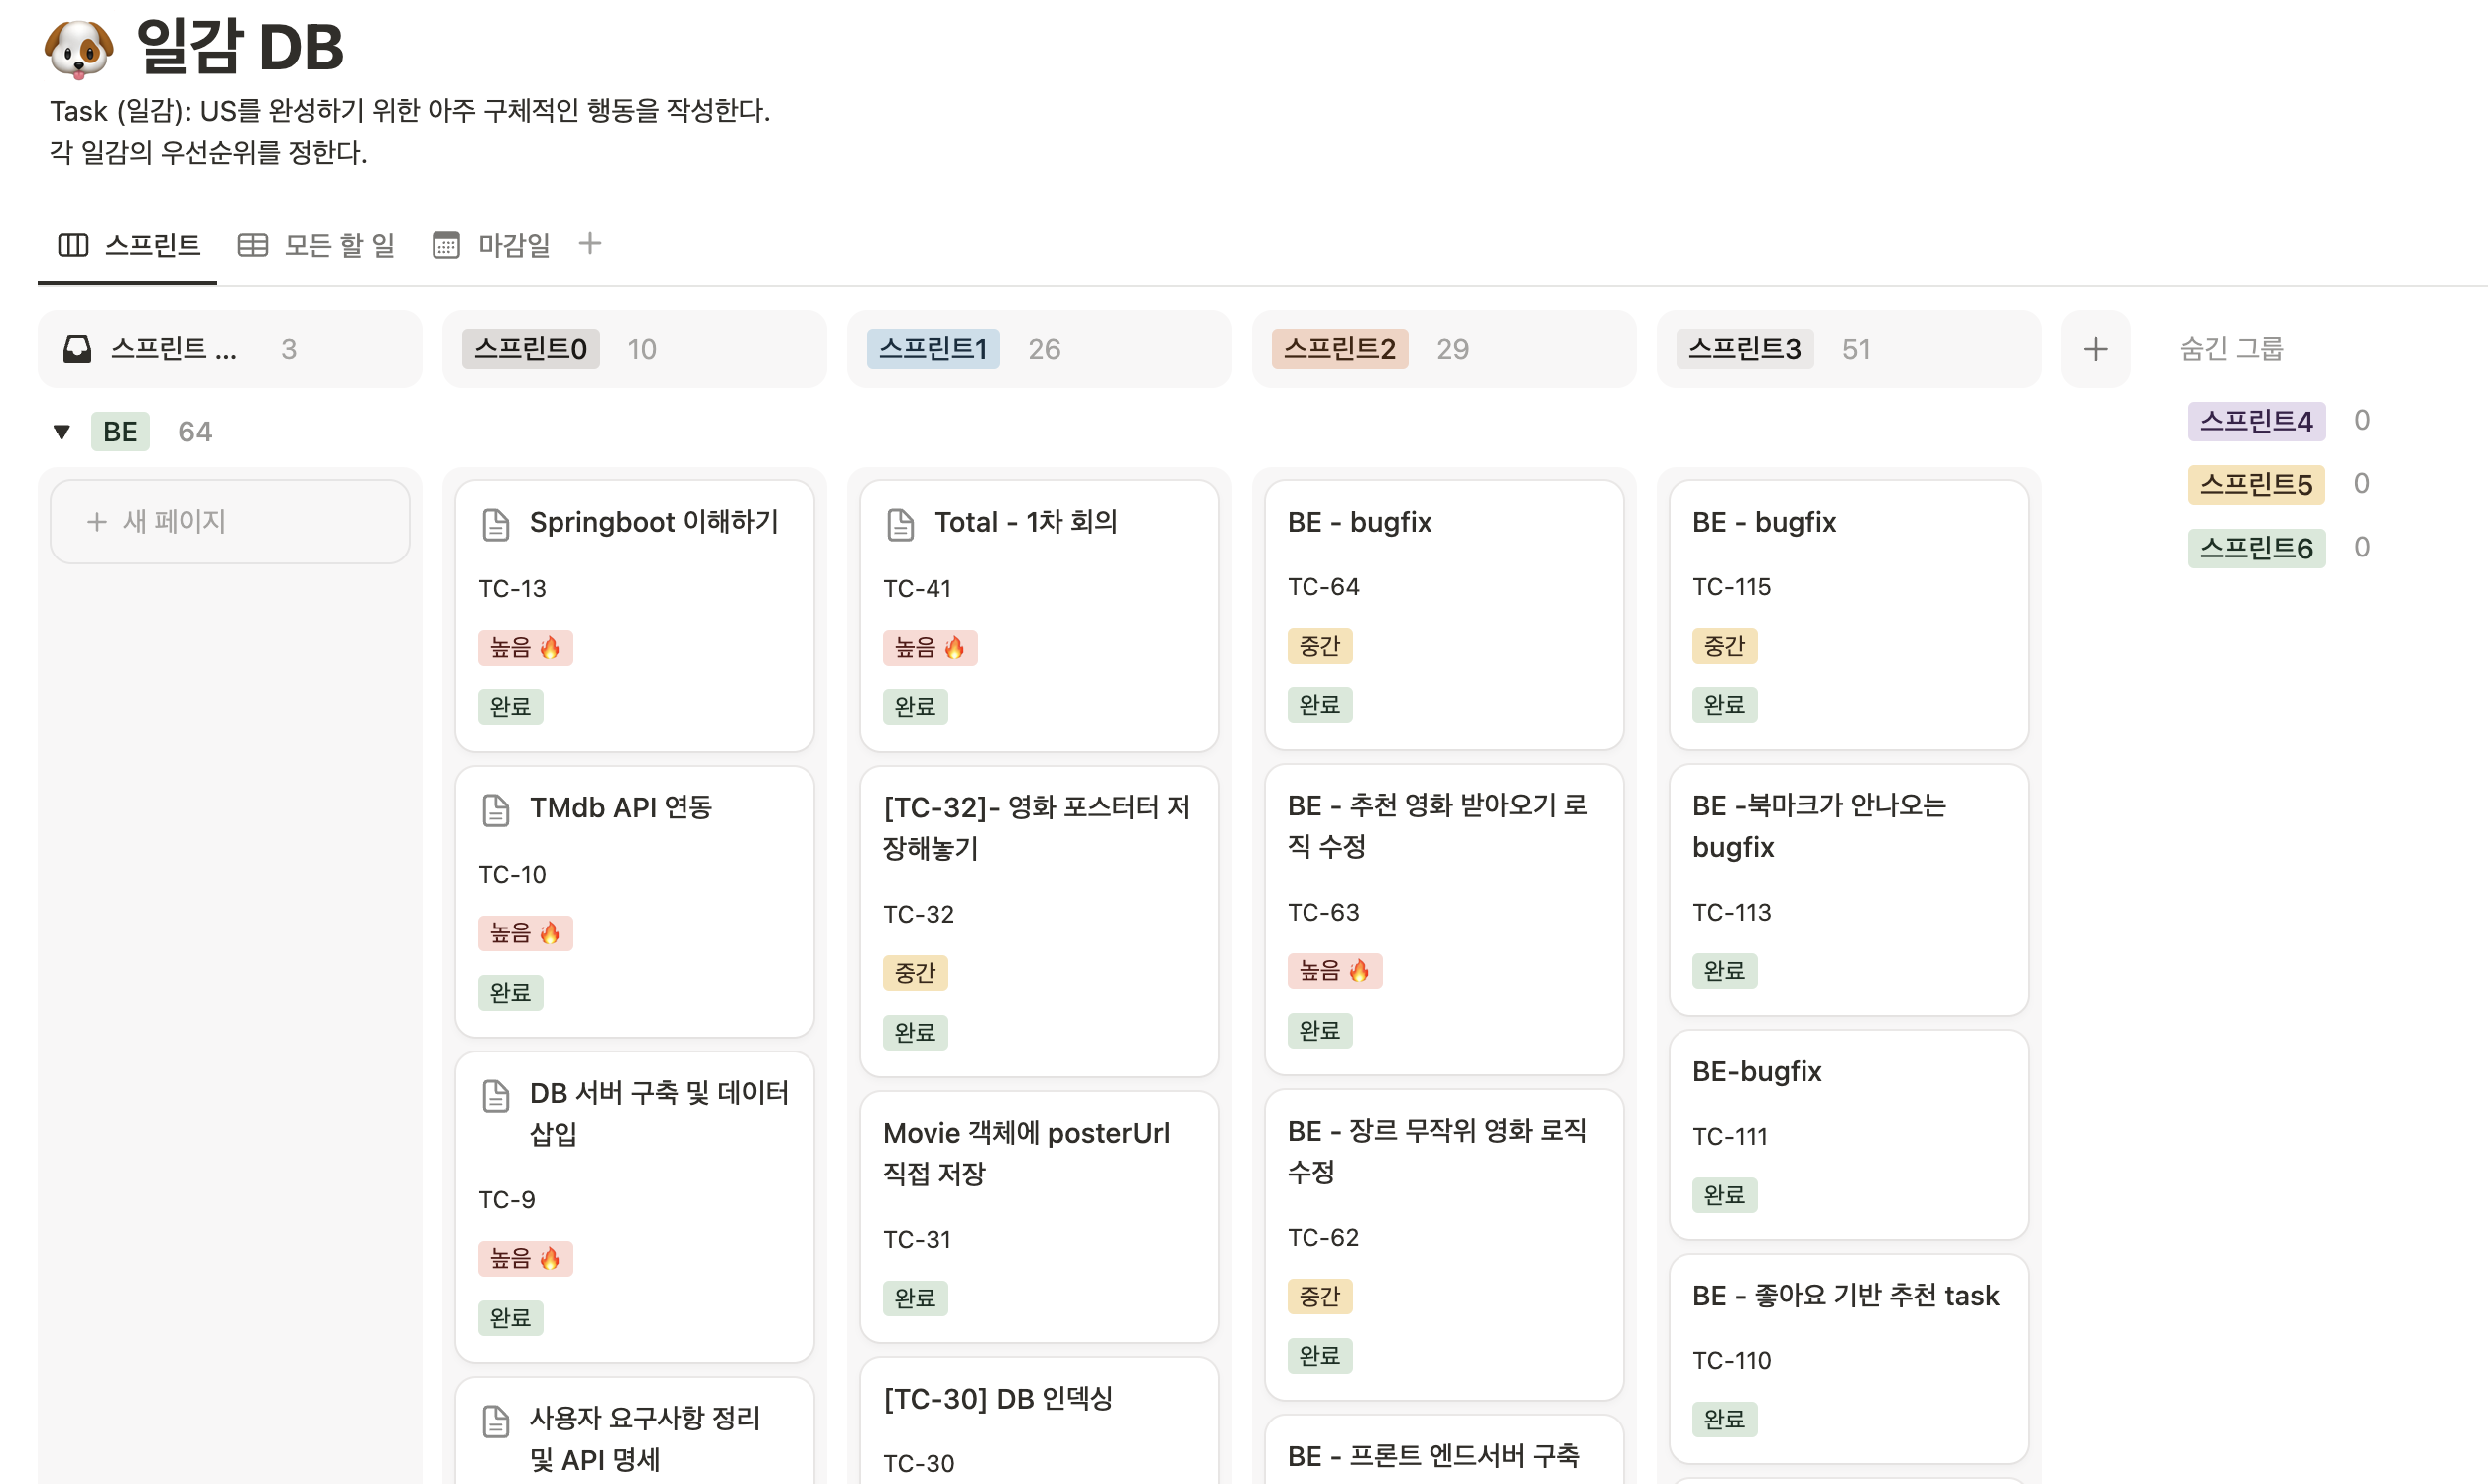 일감 DB
Task (일감): US를 완성하기 위한 아주 구체적인 행동을 작성한다.
각 일감의 우선순위를 정한다.
스프린트
모든 할 일
마감일
스프린트 ... 3
스프린트0 10
스프린트1 26
스프린트2 29
스프린트3 51
숨긴 그룹
스프린트4 0
스프린트5 0
스프린트6 0
BE 64
새 페이지
Springboot 이해하기
TC-13
높음
완료
TMdb API 연동
TC-10
높음
완료
DB 서버 구축 및 데이터
삽입
TC-9
높음
완료
사용자 요구사항 정리
및 API 명세
Total - 1차 회의
TC-41
높음
완료
[TC-32]- 영화 포스터터 저
장해놓기
TC-32
중간
완료
Movie 객체에 posterUrl
직접 저장
TC-31
완료
[TC-30] DB 인덱싱
TC-30
BE - bugfix
TC-64
중간
완료
BE - 추천 영화 받아오기 로
직 수정
TC-63
높음
완료
BE - 장르 무작위 영화 로직
수정
TC-62
중간
완료
BE - 프론트 엔드서버 구축
BE - bugfix
TC-115
중간
완료
BE -북마크가 안나오는
bugfix
TC-113
완료
BE-bugfix
TC-111
완료
BE - 좋아요 기반 추천 task
TC-110
완료